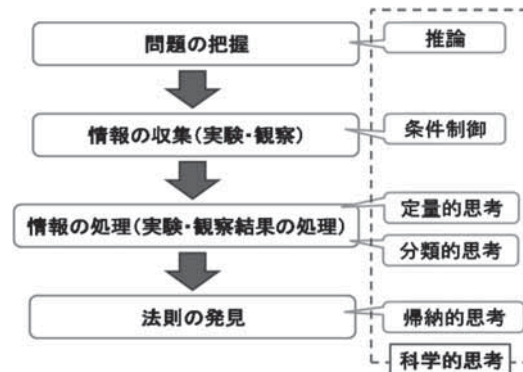 問題の把握
推論
情報の収集(実験・観察)
条件制御
情報の処理(実験・観察結果の処理)
定量的思考
分類的思考
法則の発見
帰納的思考
科学的思考